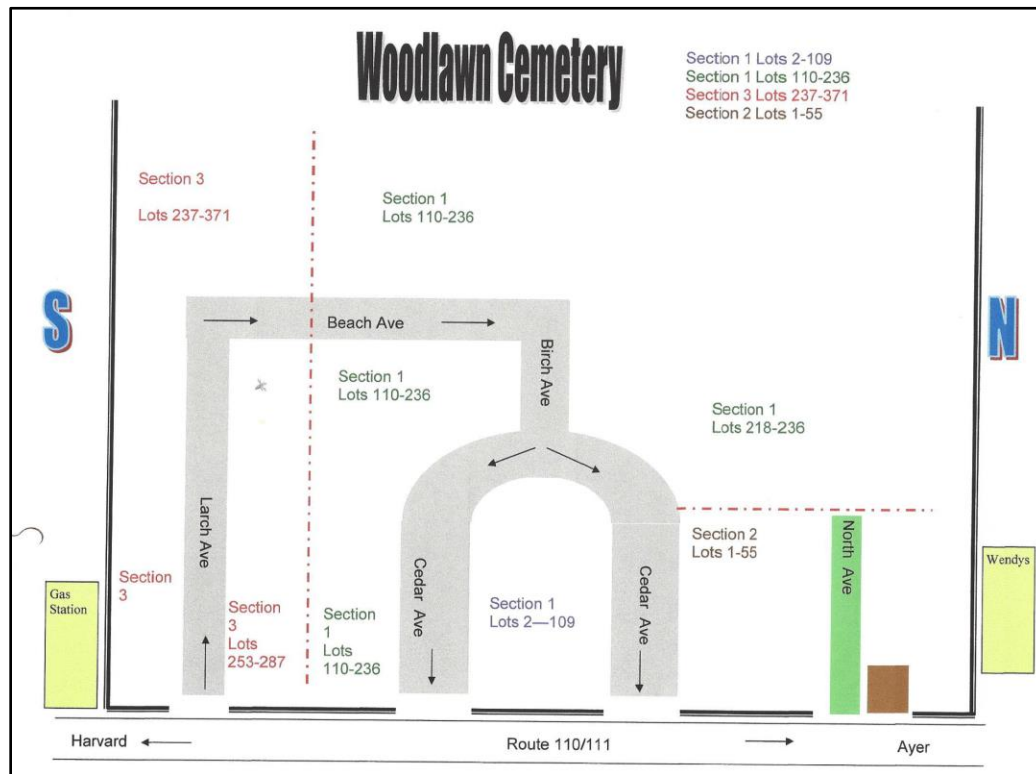 Woodlawn Cemetery
Section 1 Lots 2-109
Section 1 Lots 110-236
Section 3 Lots 237-371
Section 2 Lots 1-55
Section 3
Lots 237-371
Section 1
Lots 110-236
S
N
Beach Ave
Birch Ave
Section 1
Lots 110-236
Section 1
Lots 218-236
Larch Ave
Section 2
Lots 1-55
North Ave
Wendys
Gas
Station
Section
3
Section
3
Lots
253-287
Section
1
Lots
110-236
Cedar Ave
Section 1
Lots 2—109
Cedar Ave
Harvard
Route 110/111
Ayer